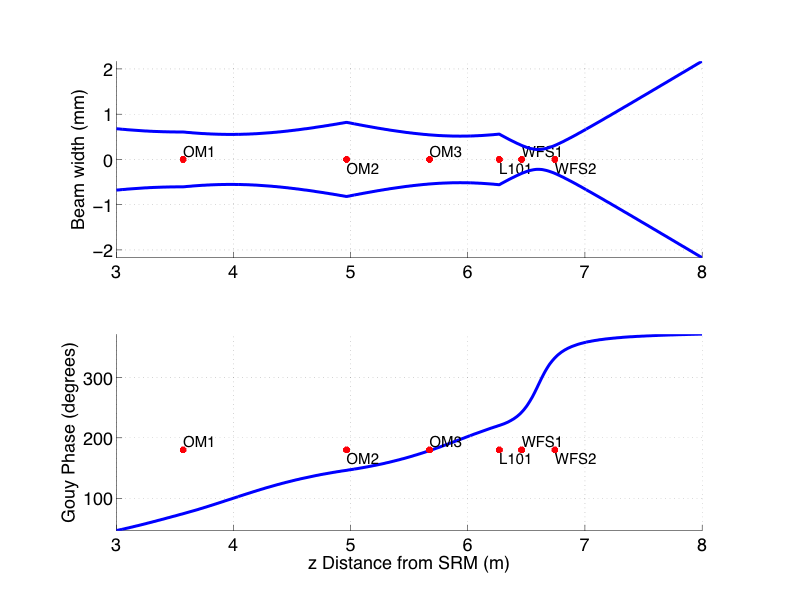 2
1
0
−1
−2
Beam width (mm)
OM1
OM2
OM3
L101
WFS1
WFS2
3 4 5 6 7 8
300
200
100
Gouy Phase (degrees)
OM1
OM2
OM3
L101
WFS1
WFS2
3 4 5 6 7 8
z Distance from SRM (m)